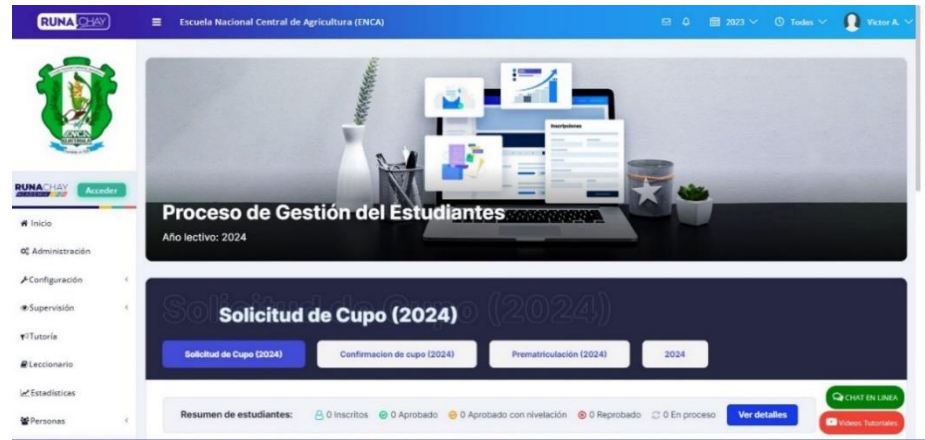 RUNACHAY
Escuela Nacional Central de Agricultura (ENCA)
2023
Todas
Victor A.
ENCA
RUNACHAY
Acceder
Inicio
Administración
Configuración
Supervisión
Tutoría
Leccionario
Estadísticas
Personas
Inscripciones
Proceso de Gestión del Estudiantes
Año lectivo: 2024
Solicitud de Cupo (2024)
Solicitud de Cupo (2024)
Solicitud de Cupo (2024)
Confirmacion de cupo (2024)
Prematriculación (2024)
2024
Resumen de estudiantes:
0 Inscritos
0 Aprobado
0 Aprobado con nivelación
0 Reprobado
0 En proceso
Ver detalles
CHAT EN LINEA
Videos Tutoriales